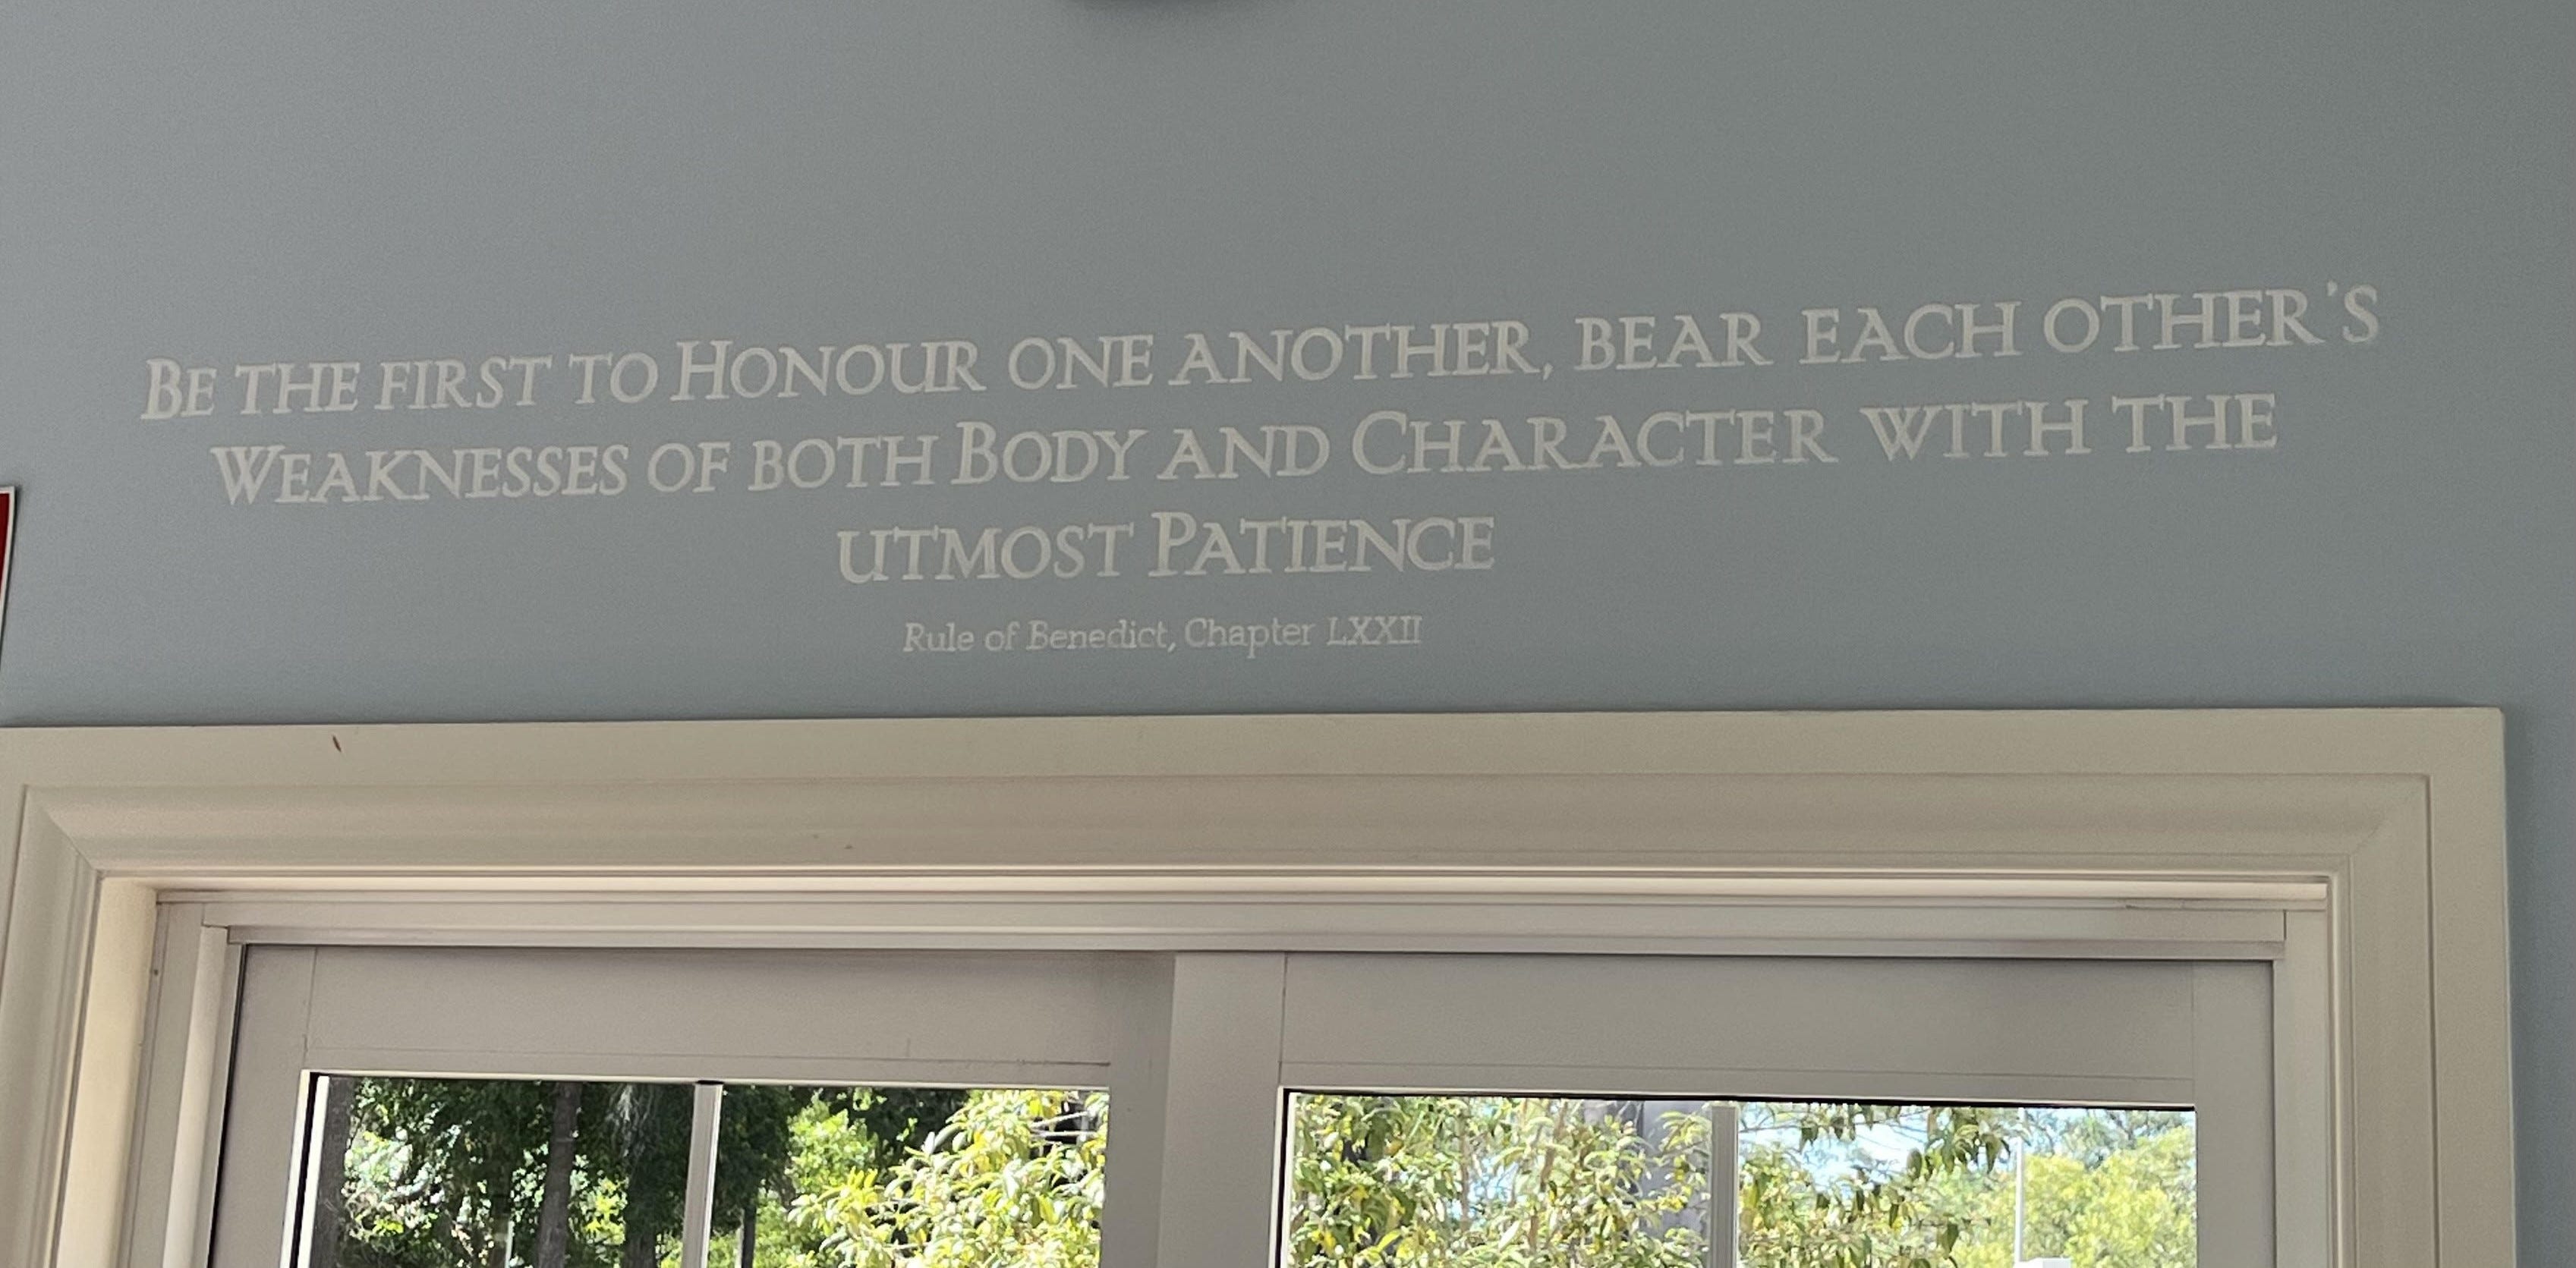 Be the first to Honour one another, bear each other's
Weaknesses of both Body and Character with the
utmost Patience
Rule of Benedict, Chapter LXXII